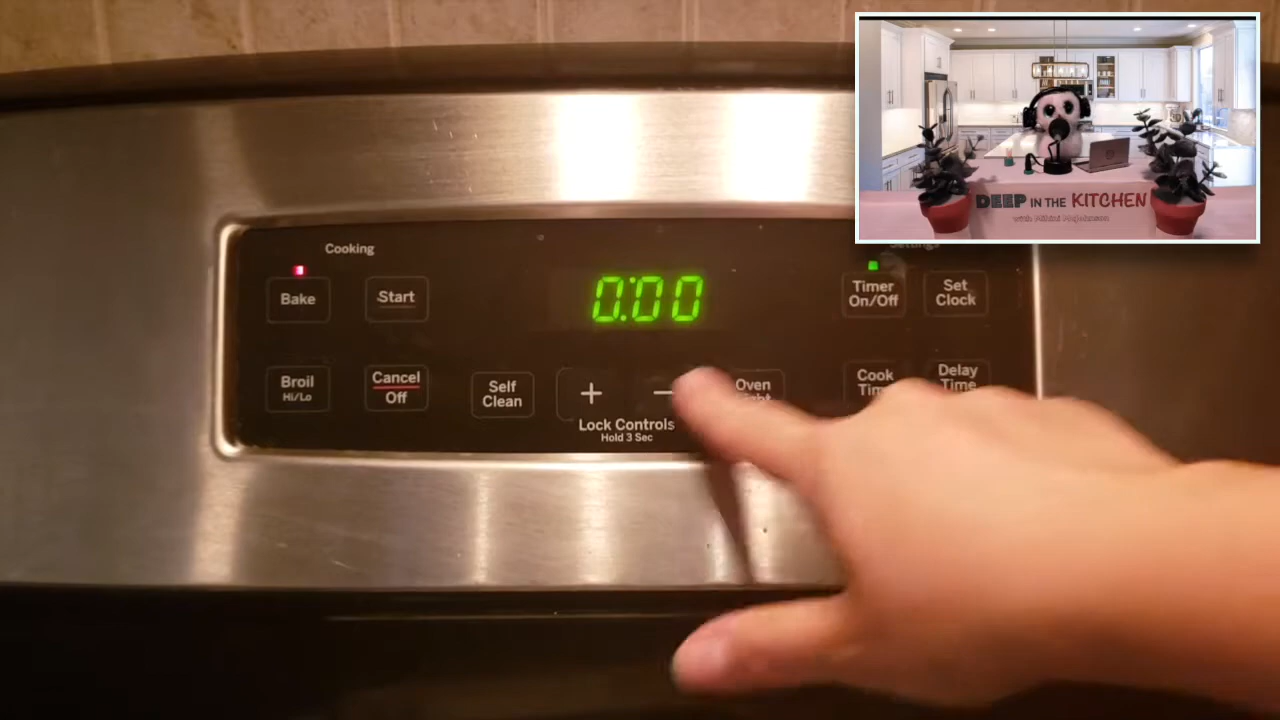 Cooking
Bake
Start
0:00
Timer
On/Off
Set
Clock
Broil
Hi/Lo
Cancel
Off
Self
Clean
+
−
Oven
Cook
Delay
Time
Lock Controls
Hold 3 Sec
DEEP IN THE KITCHEN
with